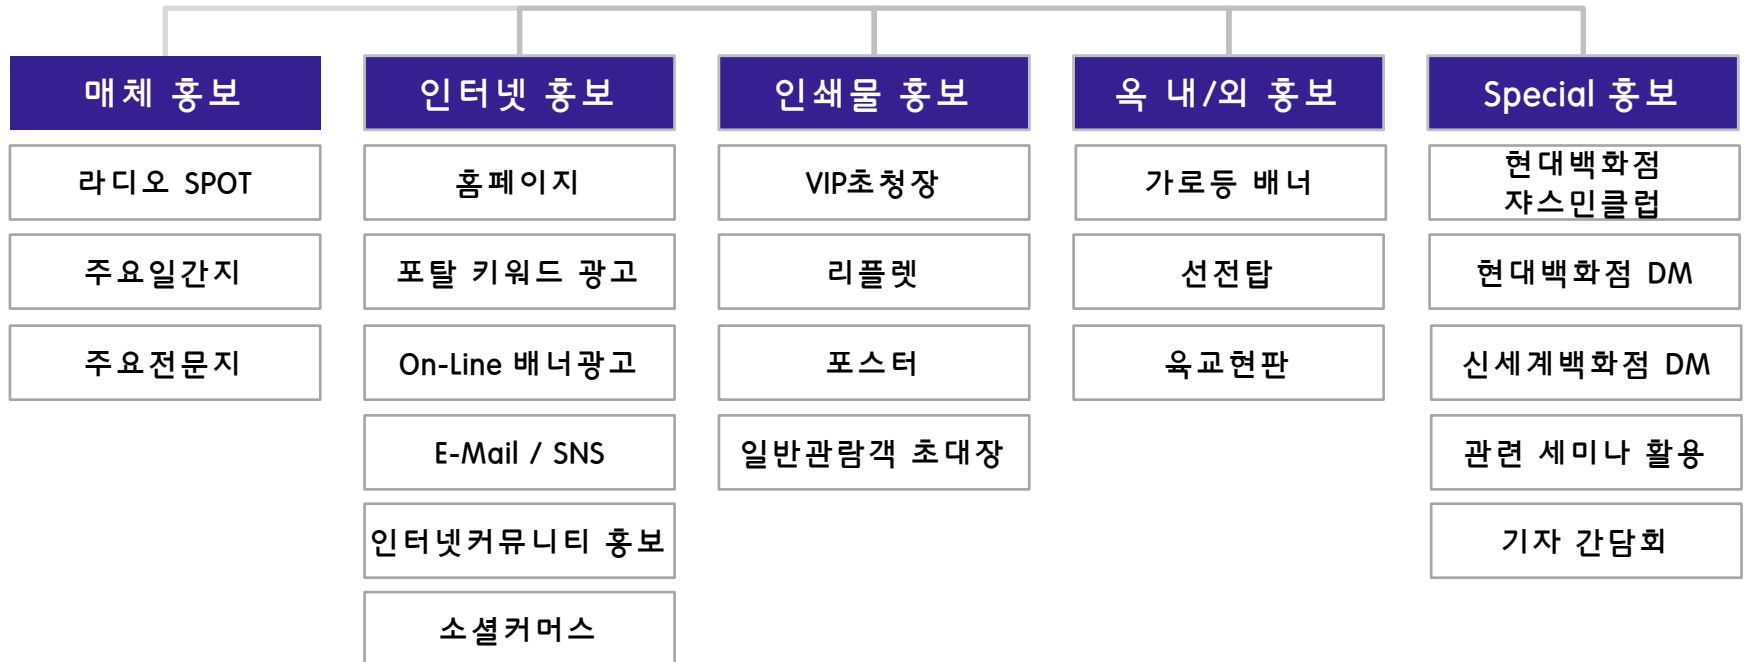 매체 홍보
라디오 SPOT
주요일간지
주요전문지
인터넷 홍보
홈페이지
포탈 키워드 광고
On-Line 배너광고
E-Mail / SNS
인터넷커뮤니티 홍보
소셜커머스
인쇄물 홍보
VIP초청장
리플렛
포스터
일반관람객 초대장
옥 내/외 홍보
가로등 배너
선전탑
육교현판
Special 홍보
현대백화점
쟈스민클럽
현대백화점 DM
신세계백화점 DM
관련 세미나 활용
기자 간담회